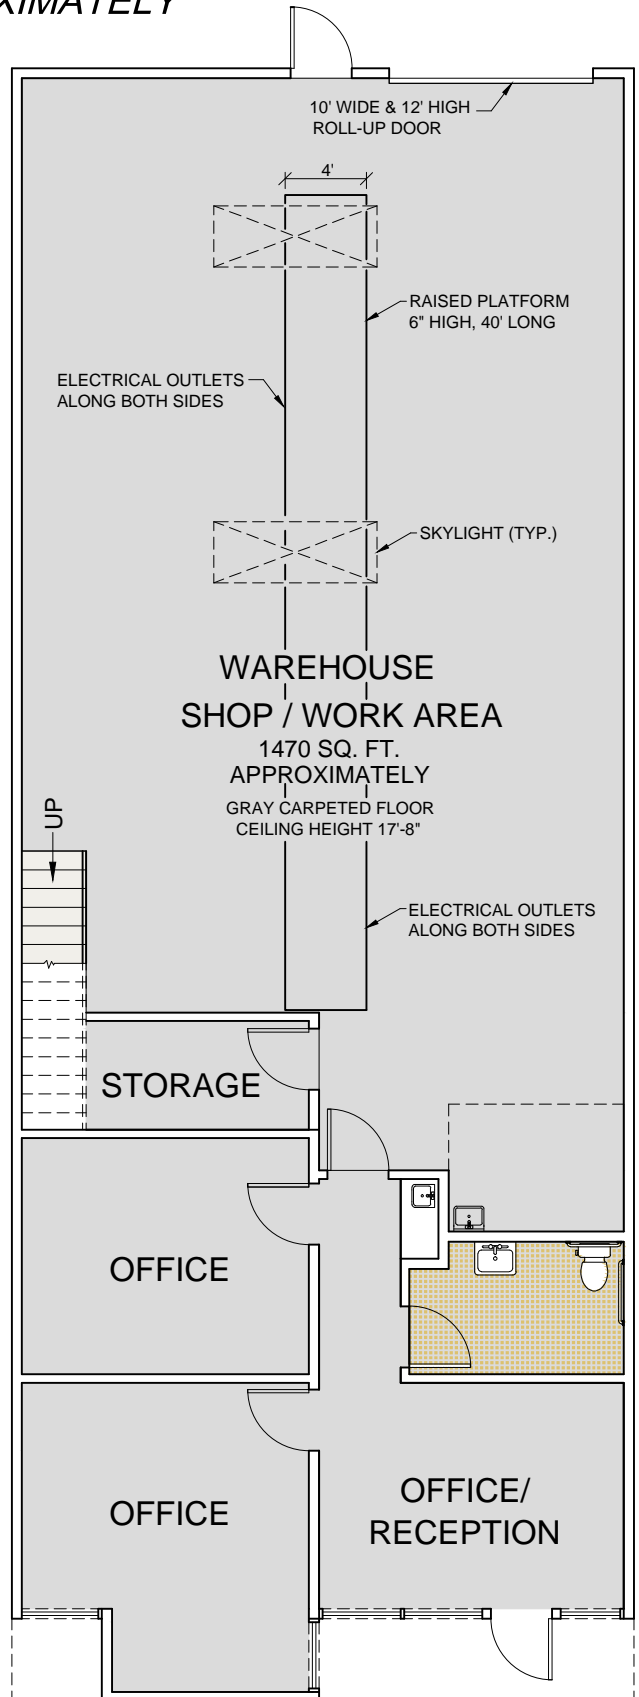 10' WIDE & 12' HIGH
ROLL-UP DOOR
4'
RAISED PLATFORM
6" HIGH, 40' LONG
ELECTRICAL OUTLETS
ALONG BOTH SIDES
SKYLIGHT (TYP.)
WAREHOUSE
SHOP / WORK AREA
1470 SQ. FT.
APPROXIMATELY
GRAY CARPETED FLOOR
CEILING HEIGHT 17'-8"
UP
ELECTRICAL OUTLETS
ALONG BOTH SIDES
STORAGE
OFFICE
OFFICE
OFFICE/
RECEPTION